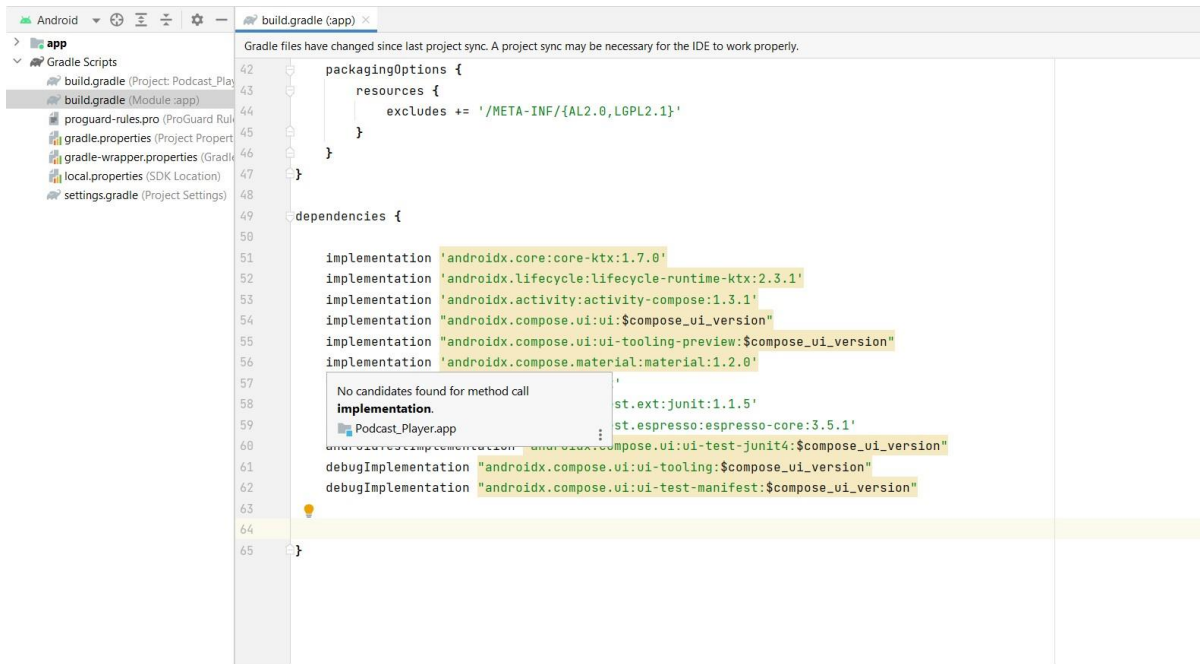 Android
build.gradle (:app)
app
Gradle Scripts
build.gradle (Project: Podcast_Play
build.gradle (Module :app)
proguard-rules.pro (ProGuard Rul
gradle.properties (Project Propert
gradle-wrapper.properties (Gradl
local.properties (SDK Location)
settings.gradle (Project Settings)
Gradle files have changed since last project sync. A project sync may be necessary for the IDE to work properly.
42 packagingOptions {
43 resources {
44 excludes += '/META-INF/{AL2.0,LGPL2.1}'
45 }
46 }
47 }
48
49 dependencies {
50
51 implementation 'androidx.core:core-ktx:1.7.0'
52 implementation 'androidx.lifecycle:lifecycle-runtime-ktx:2.3.1'
53 implementation 'androidx.activity:activity-compose:1.3.1'
54 implementation "androidx.compose.ui:ui:$compose_ui_version"
55 implementation "androidx.compose.ui:ui-tooling-preview:$compose_ui_version"
56 implementation 'androidx.compose.material:material:1.2.0'
57 '
58 st.ext:junit:1.1.5'
59 st.espresso:espresso-core:3.5.1'
60 androidTestImplementation "androidx.compose.ui:ui-test-junit4:$compose_ui_version"
61 debugImplementation "androidx.compose.ui:ui-tooling:$compose_ui_version"
62 debugImplementation "androidx.compose.ui:ui-test-manifest:$compose_ui_version"
63
64
65 }
No candidates found for method call
implementation.
Podcast_Player.app